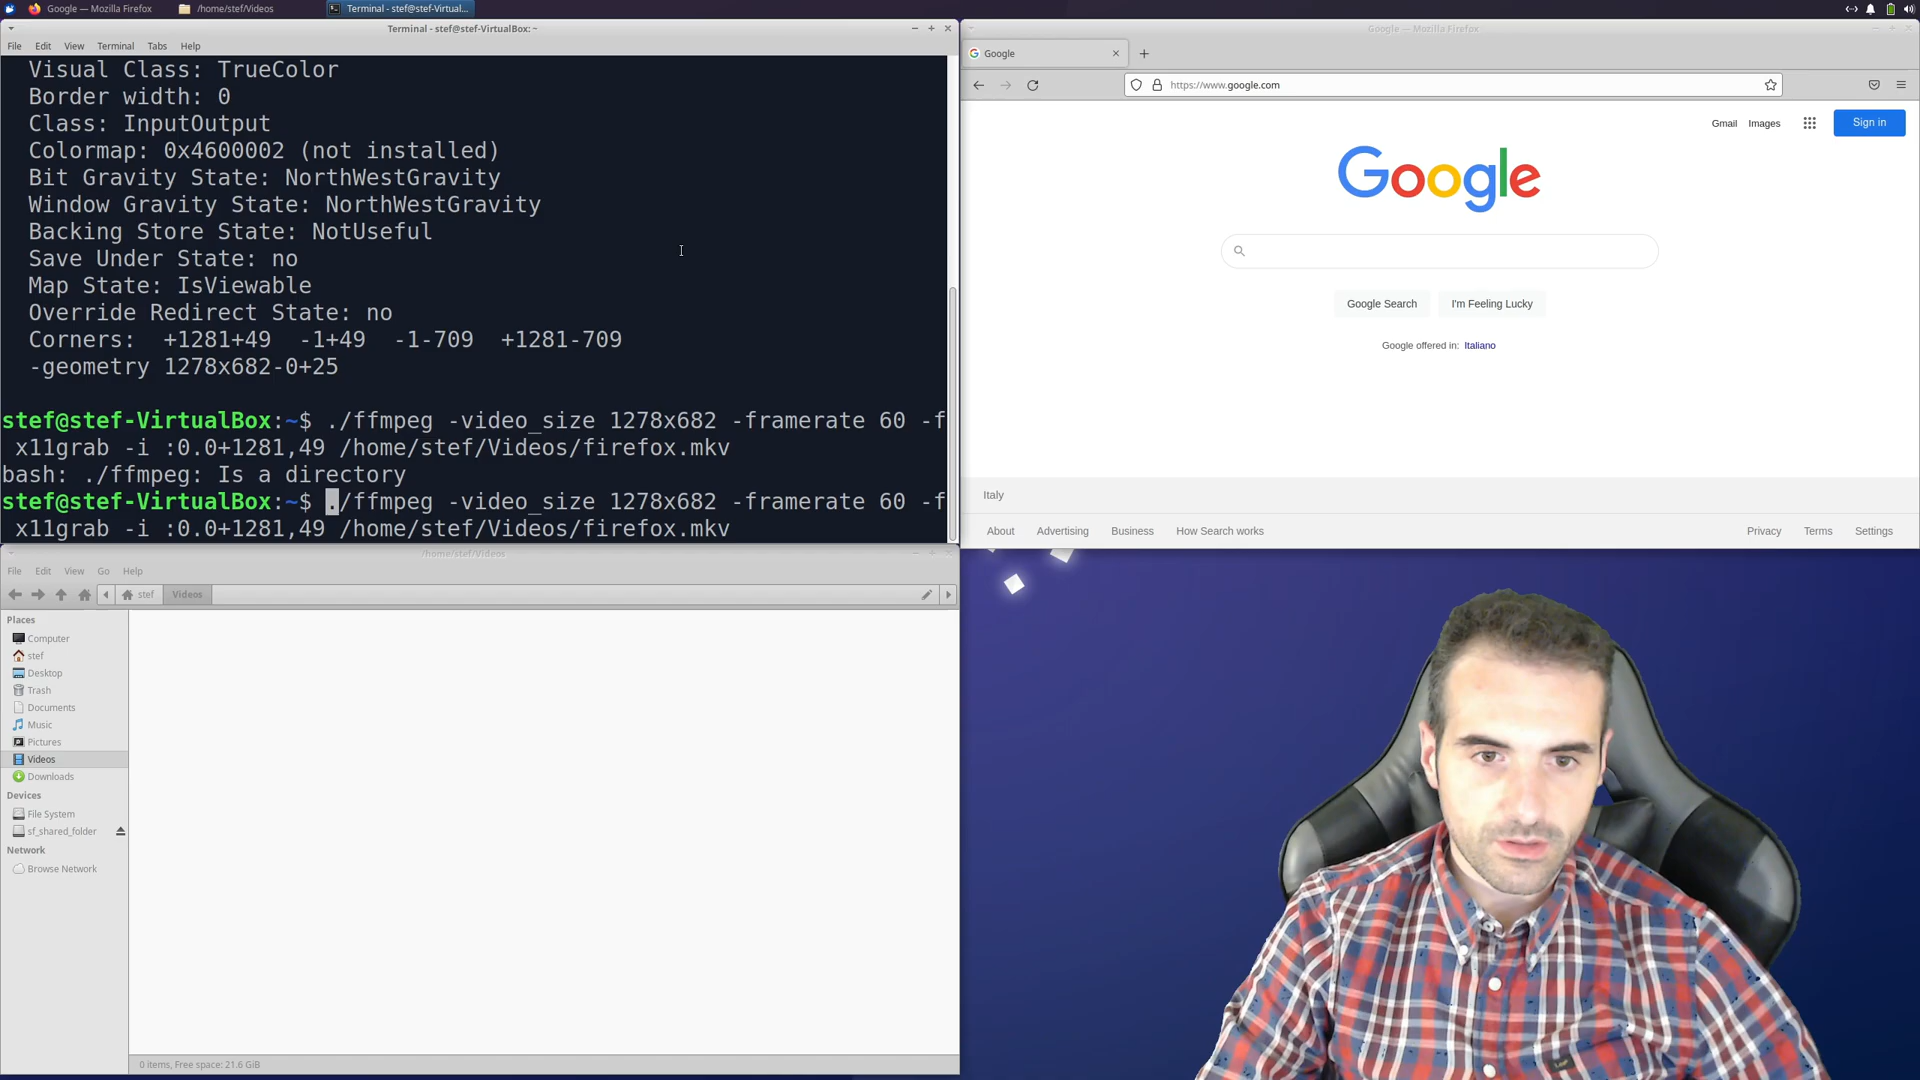 Google — Mozilla Firefox
/home/stef/Videos
Terminal - stef@stef-Virtual...
Terminal - stef@stef-VirtualBox: ~
File Edit View Terminal Tabs Help
Visual Class: TrueColor
Border width: 0
Class: InputOutput
Colormap: 0x4600002 (not installed)
Bit Gravity State: NorthWestGravity
Window Gravity State: NorthWestGravity
Backing Store State: NotUseful
Save Under State: no
Map State: IsViewable
Override Redirect State: no
Corners:  +1281+49  -1+49  -1-709  +1281-709
-geometry 1278x682-0+25
stef@stef-VirtualBox:~$ ./ffmpeg -video_size 1278x682 -framerate 60 -f
x11grab -i :0.0+1281,49 /home/stef/Videos/firefox.mkv
bash: ./ffmpeg: Is a directory
stef@stef-VirtualBox:~$ ./ffmpeg -video_size 1278x682 -framerate 60 -f
x11grab -i :0.0+1281,49 /home/stef/Videos/firefox.mkv
Google — Mozilla Firefox
Google
https://www.google.com
Gmail Images
Sign in
Google
Google Search
I'm Feeling Lucky
Google offered in: Italiano
Italy
About Advertising Business How Search works
Privacy Terms Settings
/home/stef/Videos
File Edit View Go Help
stef
Videos
Places
Computer
stef
Desktop
Trash
Documents
Music
Pictures
Videos
Downloads
Devices
File System
sf_shared_folder
Network
Browse Network
0 items, Free space: 21.6 GiB